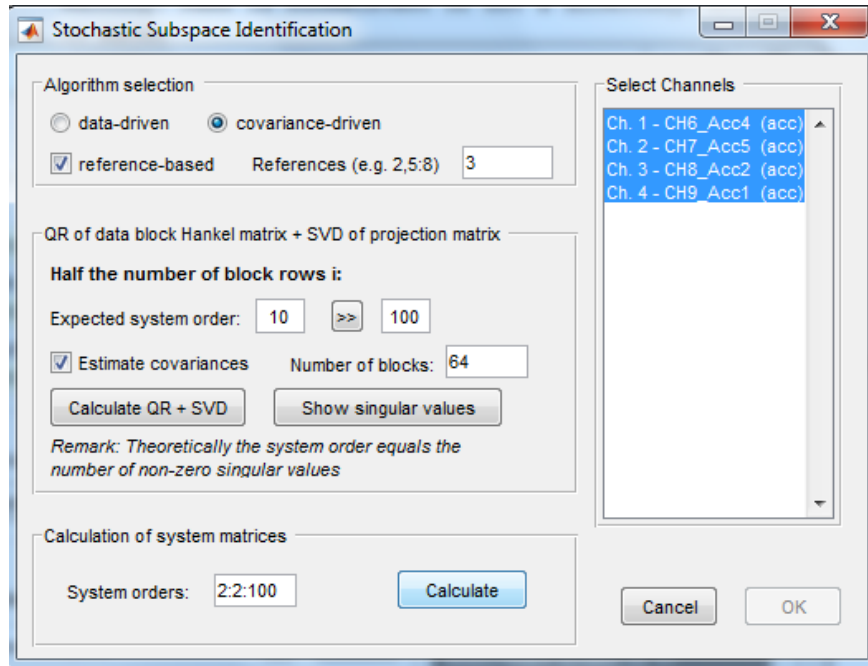 Stochastic Subspace Identification
Algorithm selection
data-driven covariance-driven
reference-based References (e.g. 2,5:8) 3
QR of data block Hankel matrix + SVD of projection matrix
Half the number of block rows i:
Expected system order: 10 >> 100
Estimate covariances Number of blocks: 64
Calculate QR + SVD Show singular values
Remark: Theoretically the system order equals the
number of non-zero singular values
Calculation of system matrices
System orders: 2:2:100 Calculate
Select Channels
Ch. 1 - CH6_Acc4 (acc)
Ch. 2 - CH7_Acc5 (acc)
Ch. 3 - CH8_Acc2 (acc)
Ch. 4 - CH9_Acc1 (acc)
Cancel OK